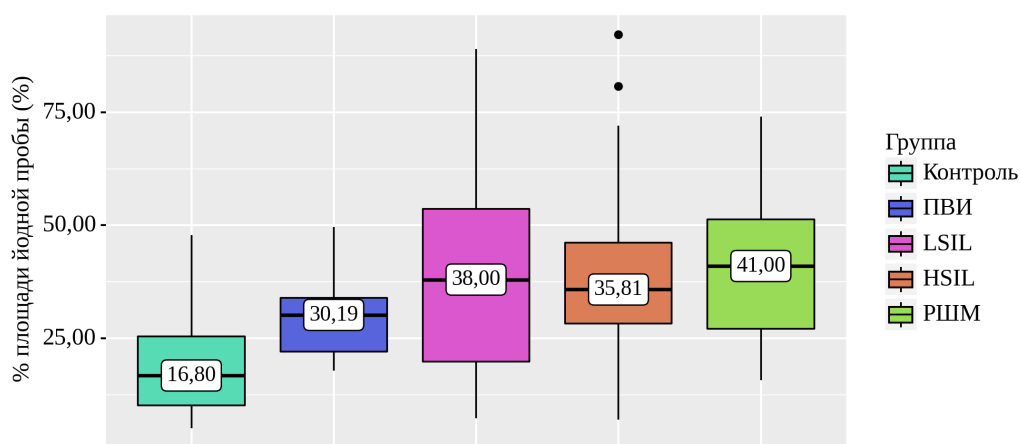 % площади йодной пробы (%)
75,00
50,00
25,00
16,80
30,19
38,00
35,81
41,00
Группа
Контроль
ПВИ
LSIL
HSIL
РШМ